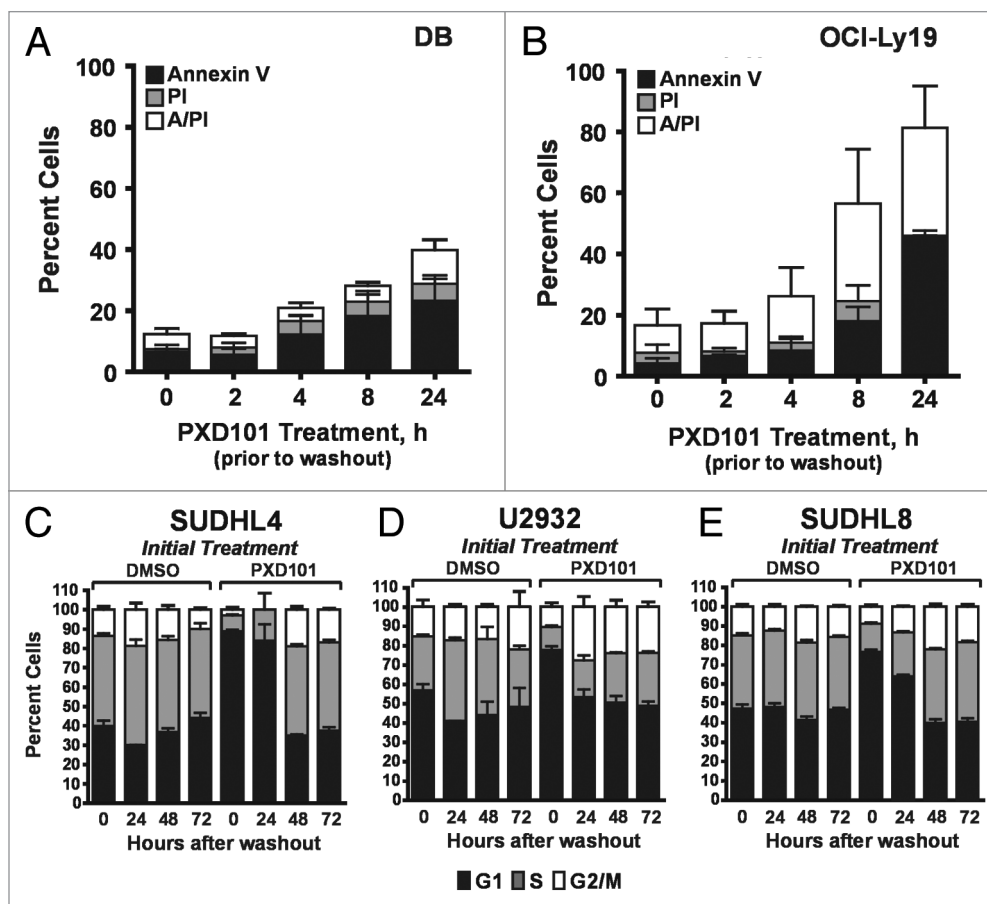 A
DB
100
80
60
40
20
0
Percent Cells
Annexin V
PI
A/PI
0 2 4 8 24
PXD101 Treatment, h
(prior to washout)
B
OCI-Ly19
100
80
60
40
20
0
Percent Cells
Annexin V
PI
A/PI
0 2 4 8 24
PXD101 Treatment, h
(prior to washout)
C
SUDHL4
Initial Treatment
DMSO PXD101
110
100
90
80
70
60
50
40
30
20
10
0
Percent Cells
0 24 48 72 0 24 48 72
Hours after washout
D
U2932
Initial Treatment
DMSO PXD101
110
100
90
80
70
60
50
40
30
20
10
0
0 24 48 72 0 24 48 72
Hours after washout
E
SUDHL8
Initial Treatment
DMSO PXD101
110
100
90
80
70
60
50
40
30
20
10
0
0 24 48 72 0 24 48 72
Hours after washout
G1 S G2/M